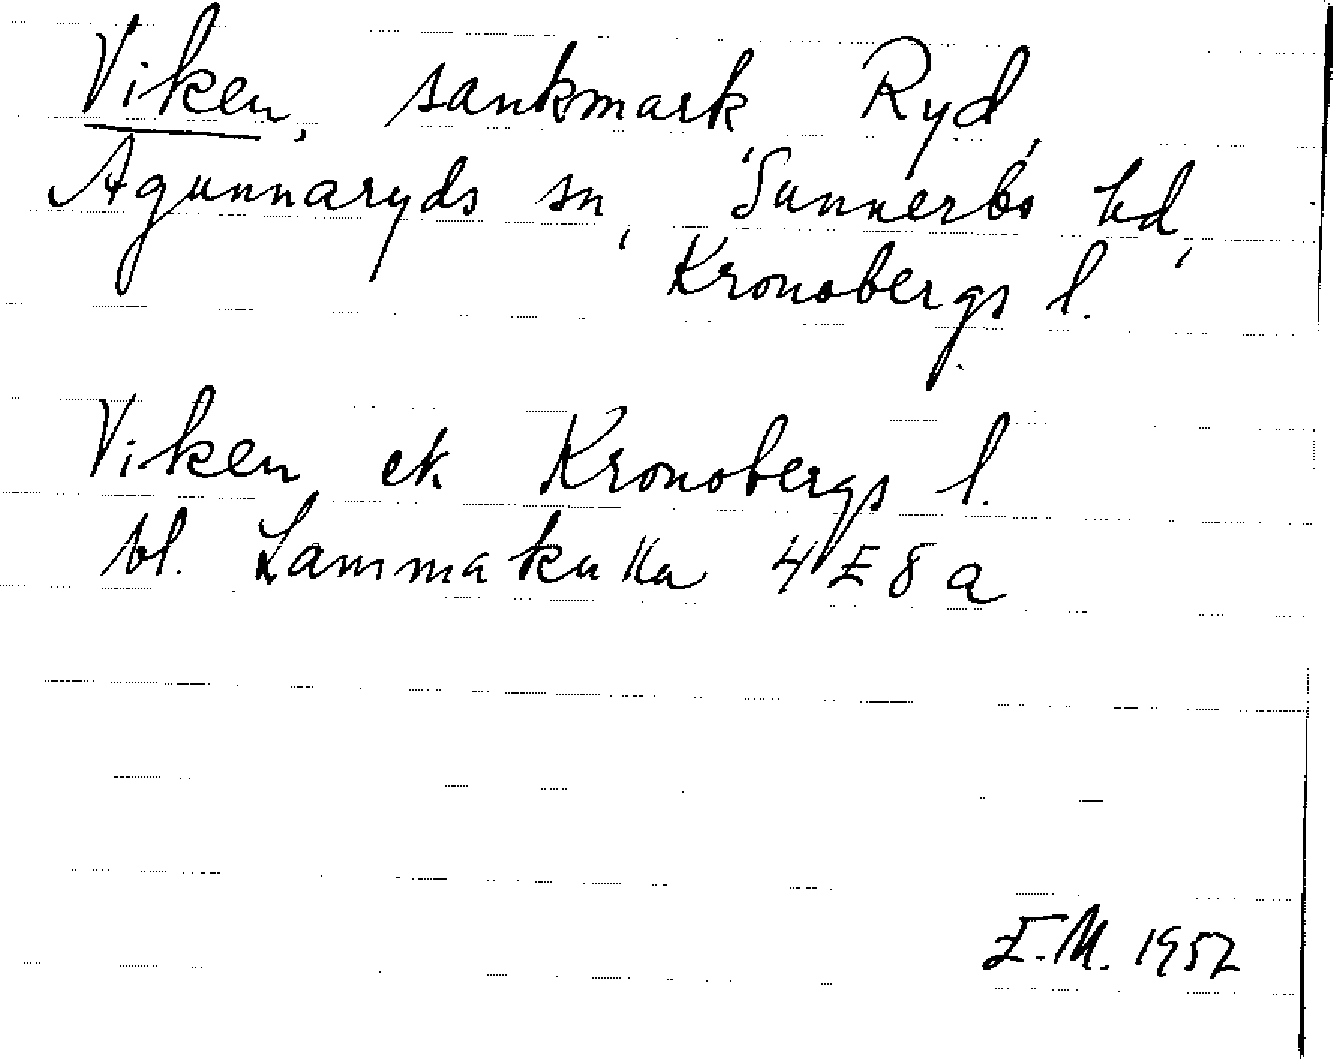 Viken, sankmark, Ryd,
Agunnaryds sn, Sunnerbo hd,
Kronobergs l.
Viken ek Kronobergs l.
bl. Lammakulla 4 E 8 a
E.M. 1952